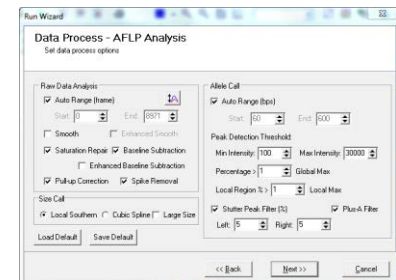 Run Wizard
Data Process - AFLP Analysis
Set data process options
Raw Data Analysis
Auto Range (frame)
Start: 0 End: 8971
Smooth Enhanced Smooth
Saturation Repair Baseline Subtraction
Enhanced Baseline Subtraction
Pull-up Correction Spike Removal
Size Call
Local Southern Cubic Spline Large Size
Load Default Save Default
Allele Call
Auto Range (bps)
Start: 60 End: 600
Peak Detection Threshold:
Min Intensity: 100 Max Intensity: 30000
Percentage > 1 Global Max
Local Region % > 1 Local Max
Stutter Peak Filter (%) Plus-A Filter
Left: 5 Right: 5
<< Back Next >> Cancel